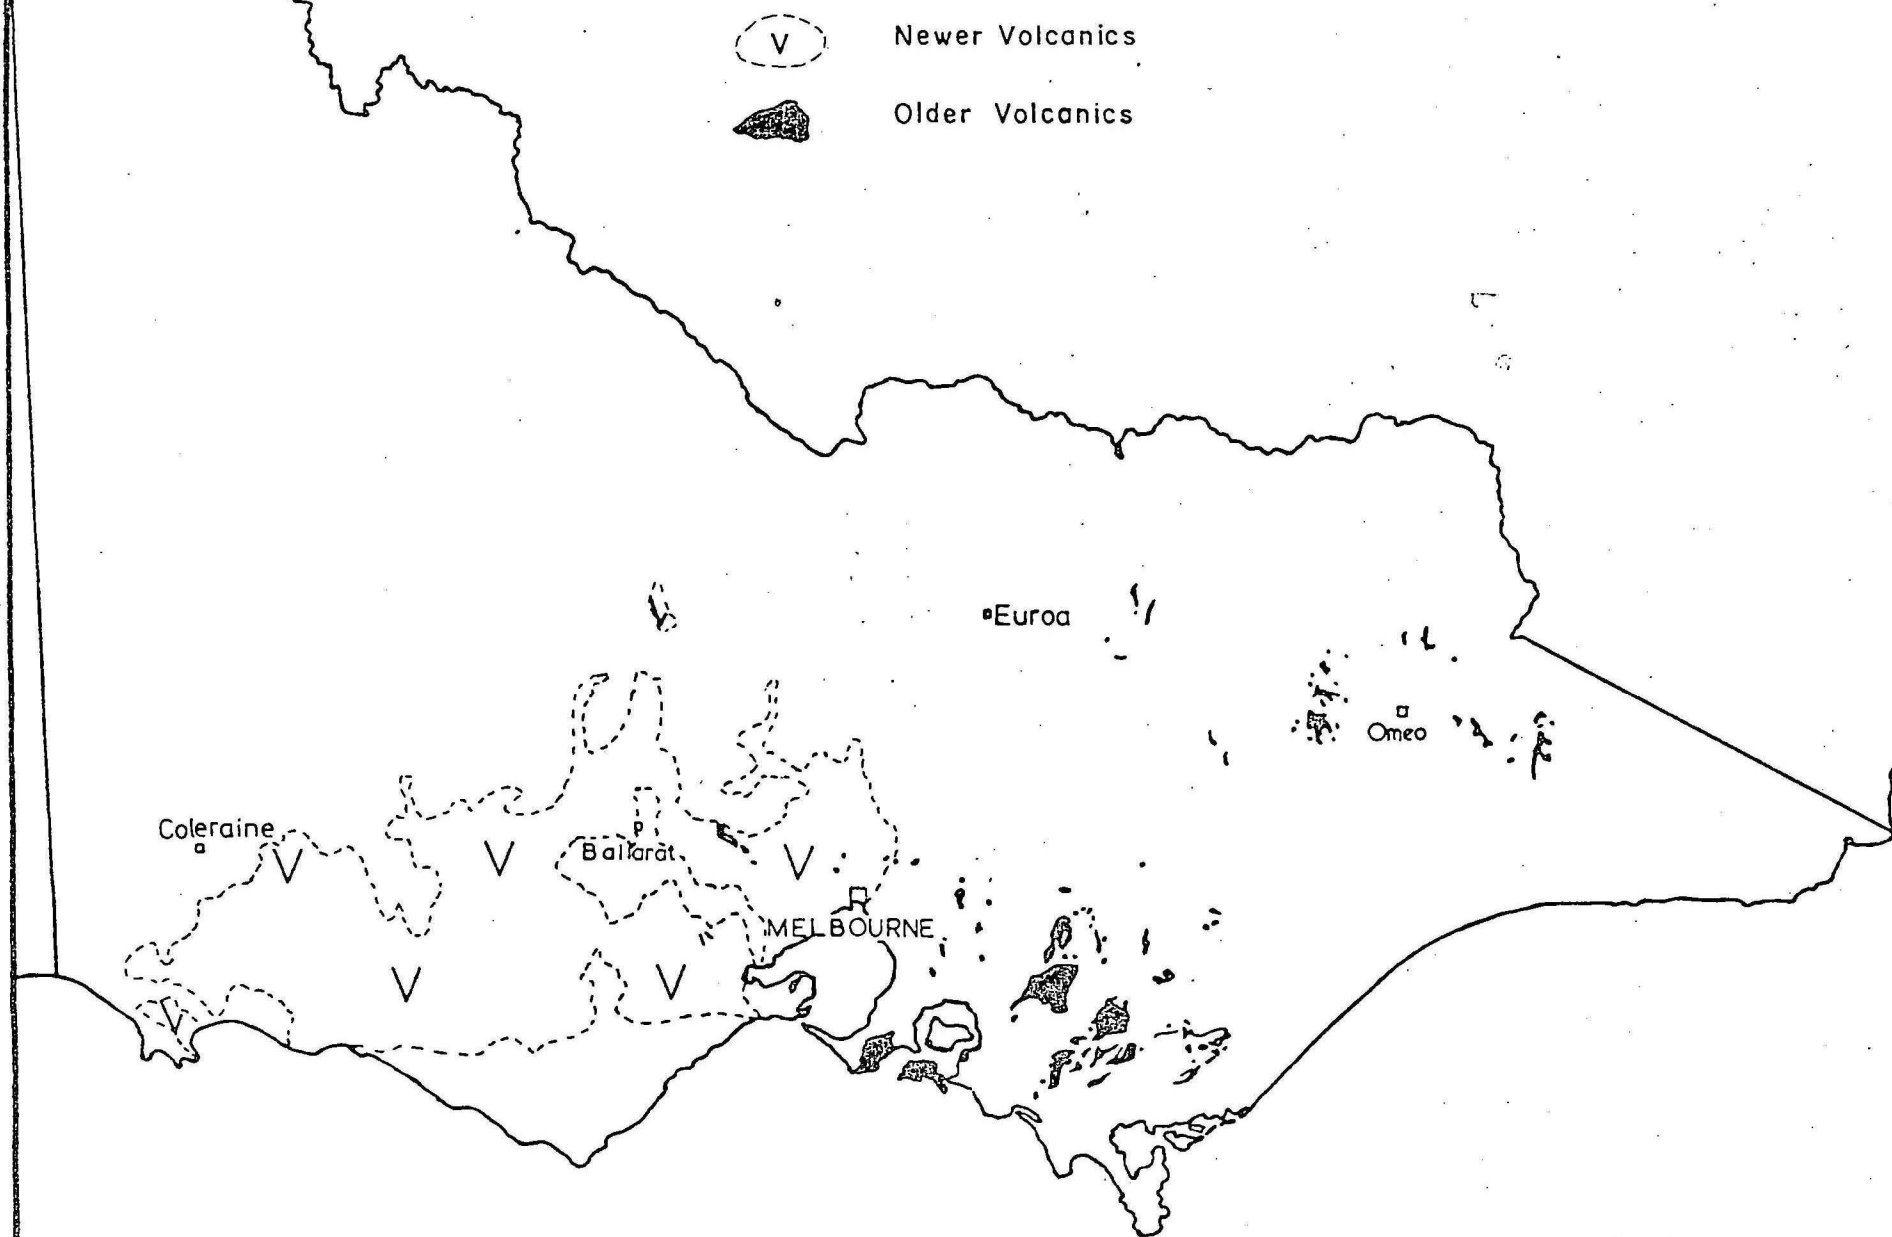 V Newer Volcanics
Older Volcanics
Euroa
Omeo
Coleraine
V
V
Ballarat
V
MELBOURNE
V
V
V